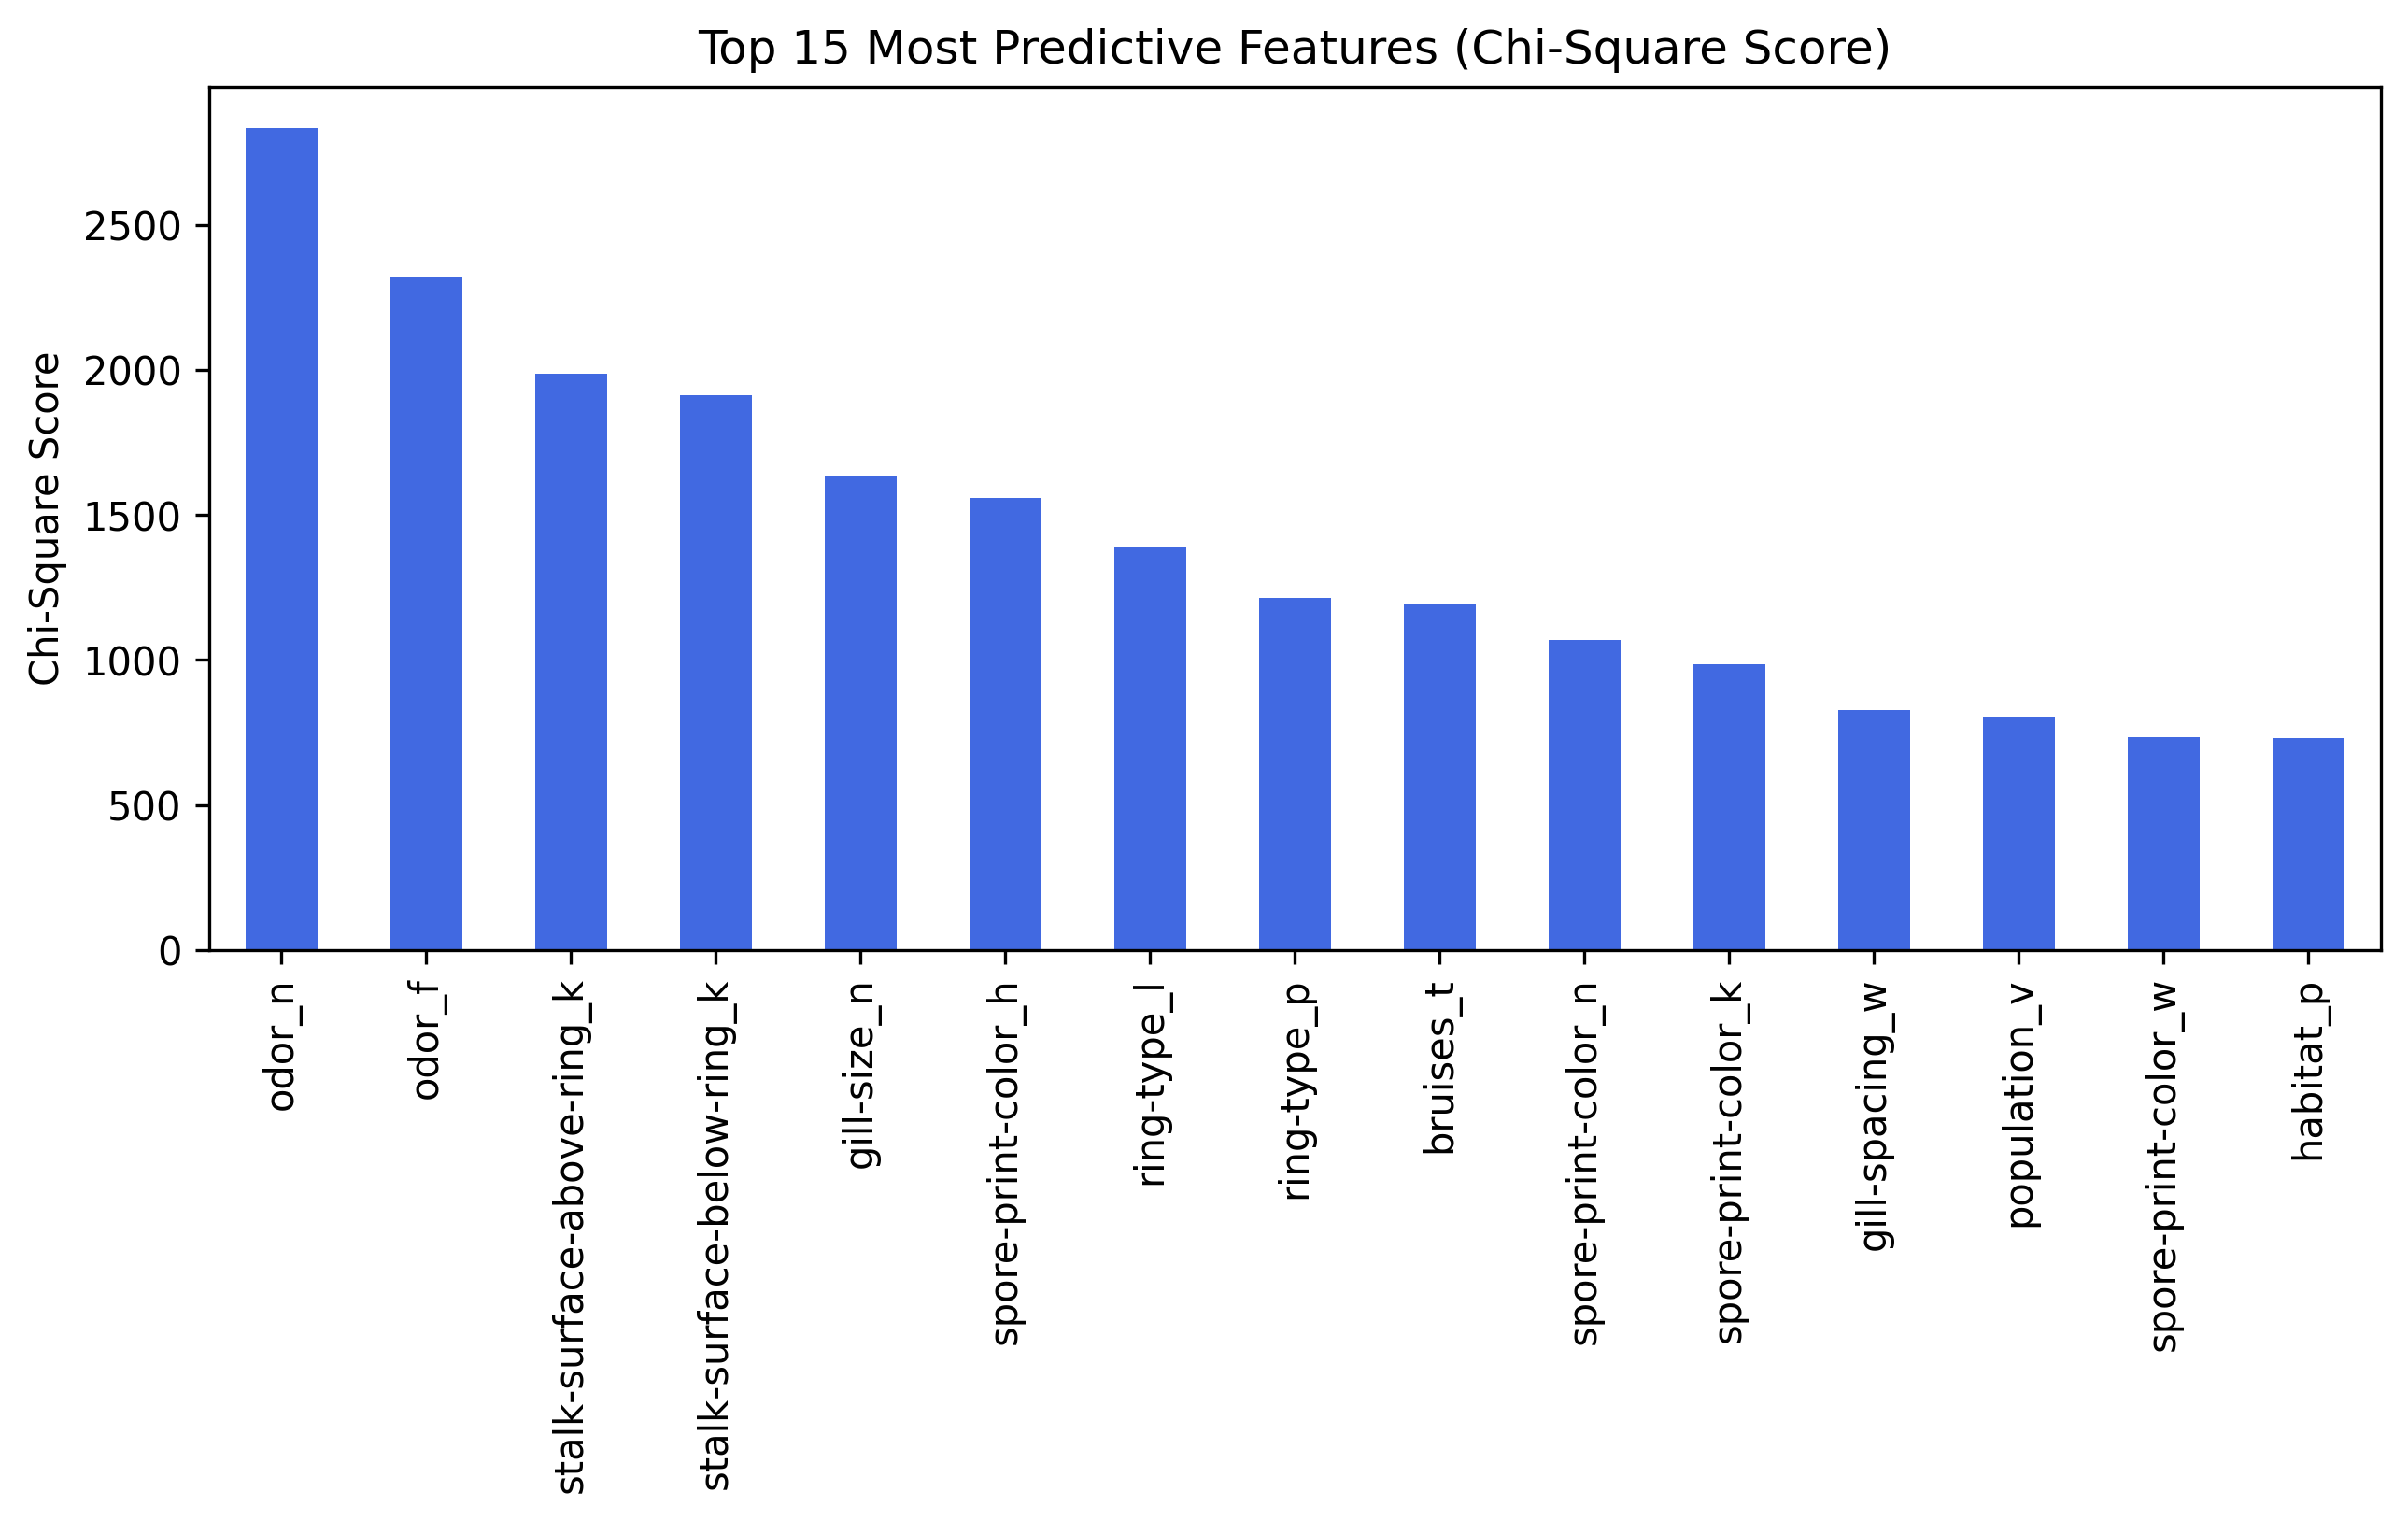 Top 15 Most Predictive Features (Chi-Square Score)
Chi-Square Score
2500
2000
1500
1000
500
0
odor_n
odor_f
stalk-surface-above-ring_k
stalk-surface-below-ring_k
gill-size_n
spore-print-color_h
ring-type_l
ring-type_p
bruises_t
spore-print-color_n
spore-print-color_k
gill-spacing_w
population_v
spore-print-color_w
habitat_p